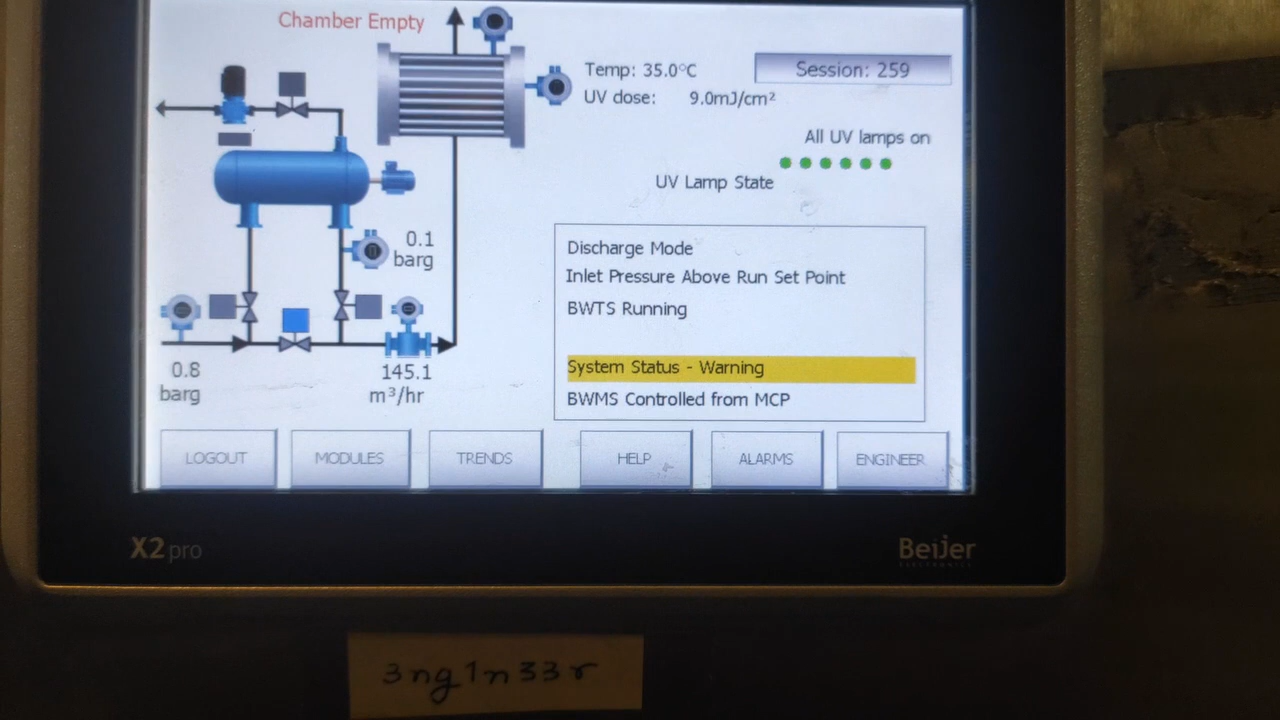 Chamber Empty
Temp: 35.0°C
Session: 259
UV dose: 9.0mJ/cm²
All UV lamps on
UV Lamp State
0.1
barg
Discharge Mode
Inlet Pressure Above Run Set Point
BWTS Running
0.8
barg
145.1
m³/hr
System Status - Warning
BWMS Controlled from MCP
LOGOUT
MODULES
TRENDS
HELP
ALARMS
ENGINEER
X2 pro
Beijer
ELECTRONICS
3ng1n33r